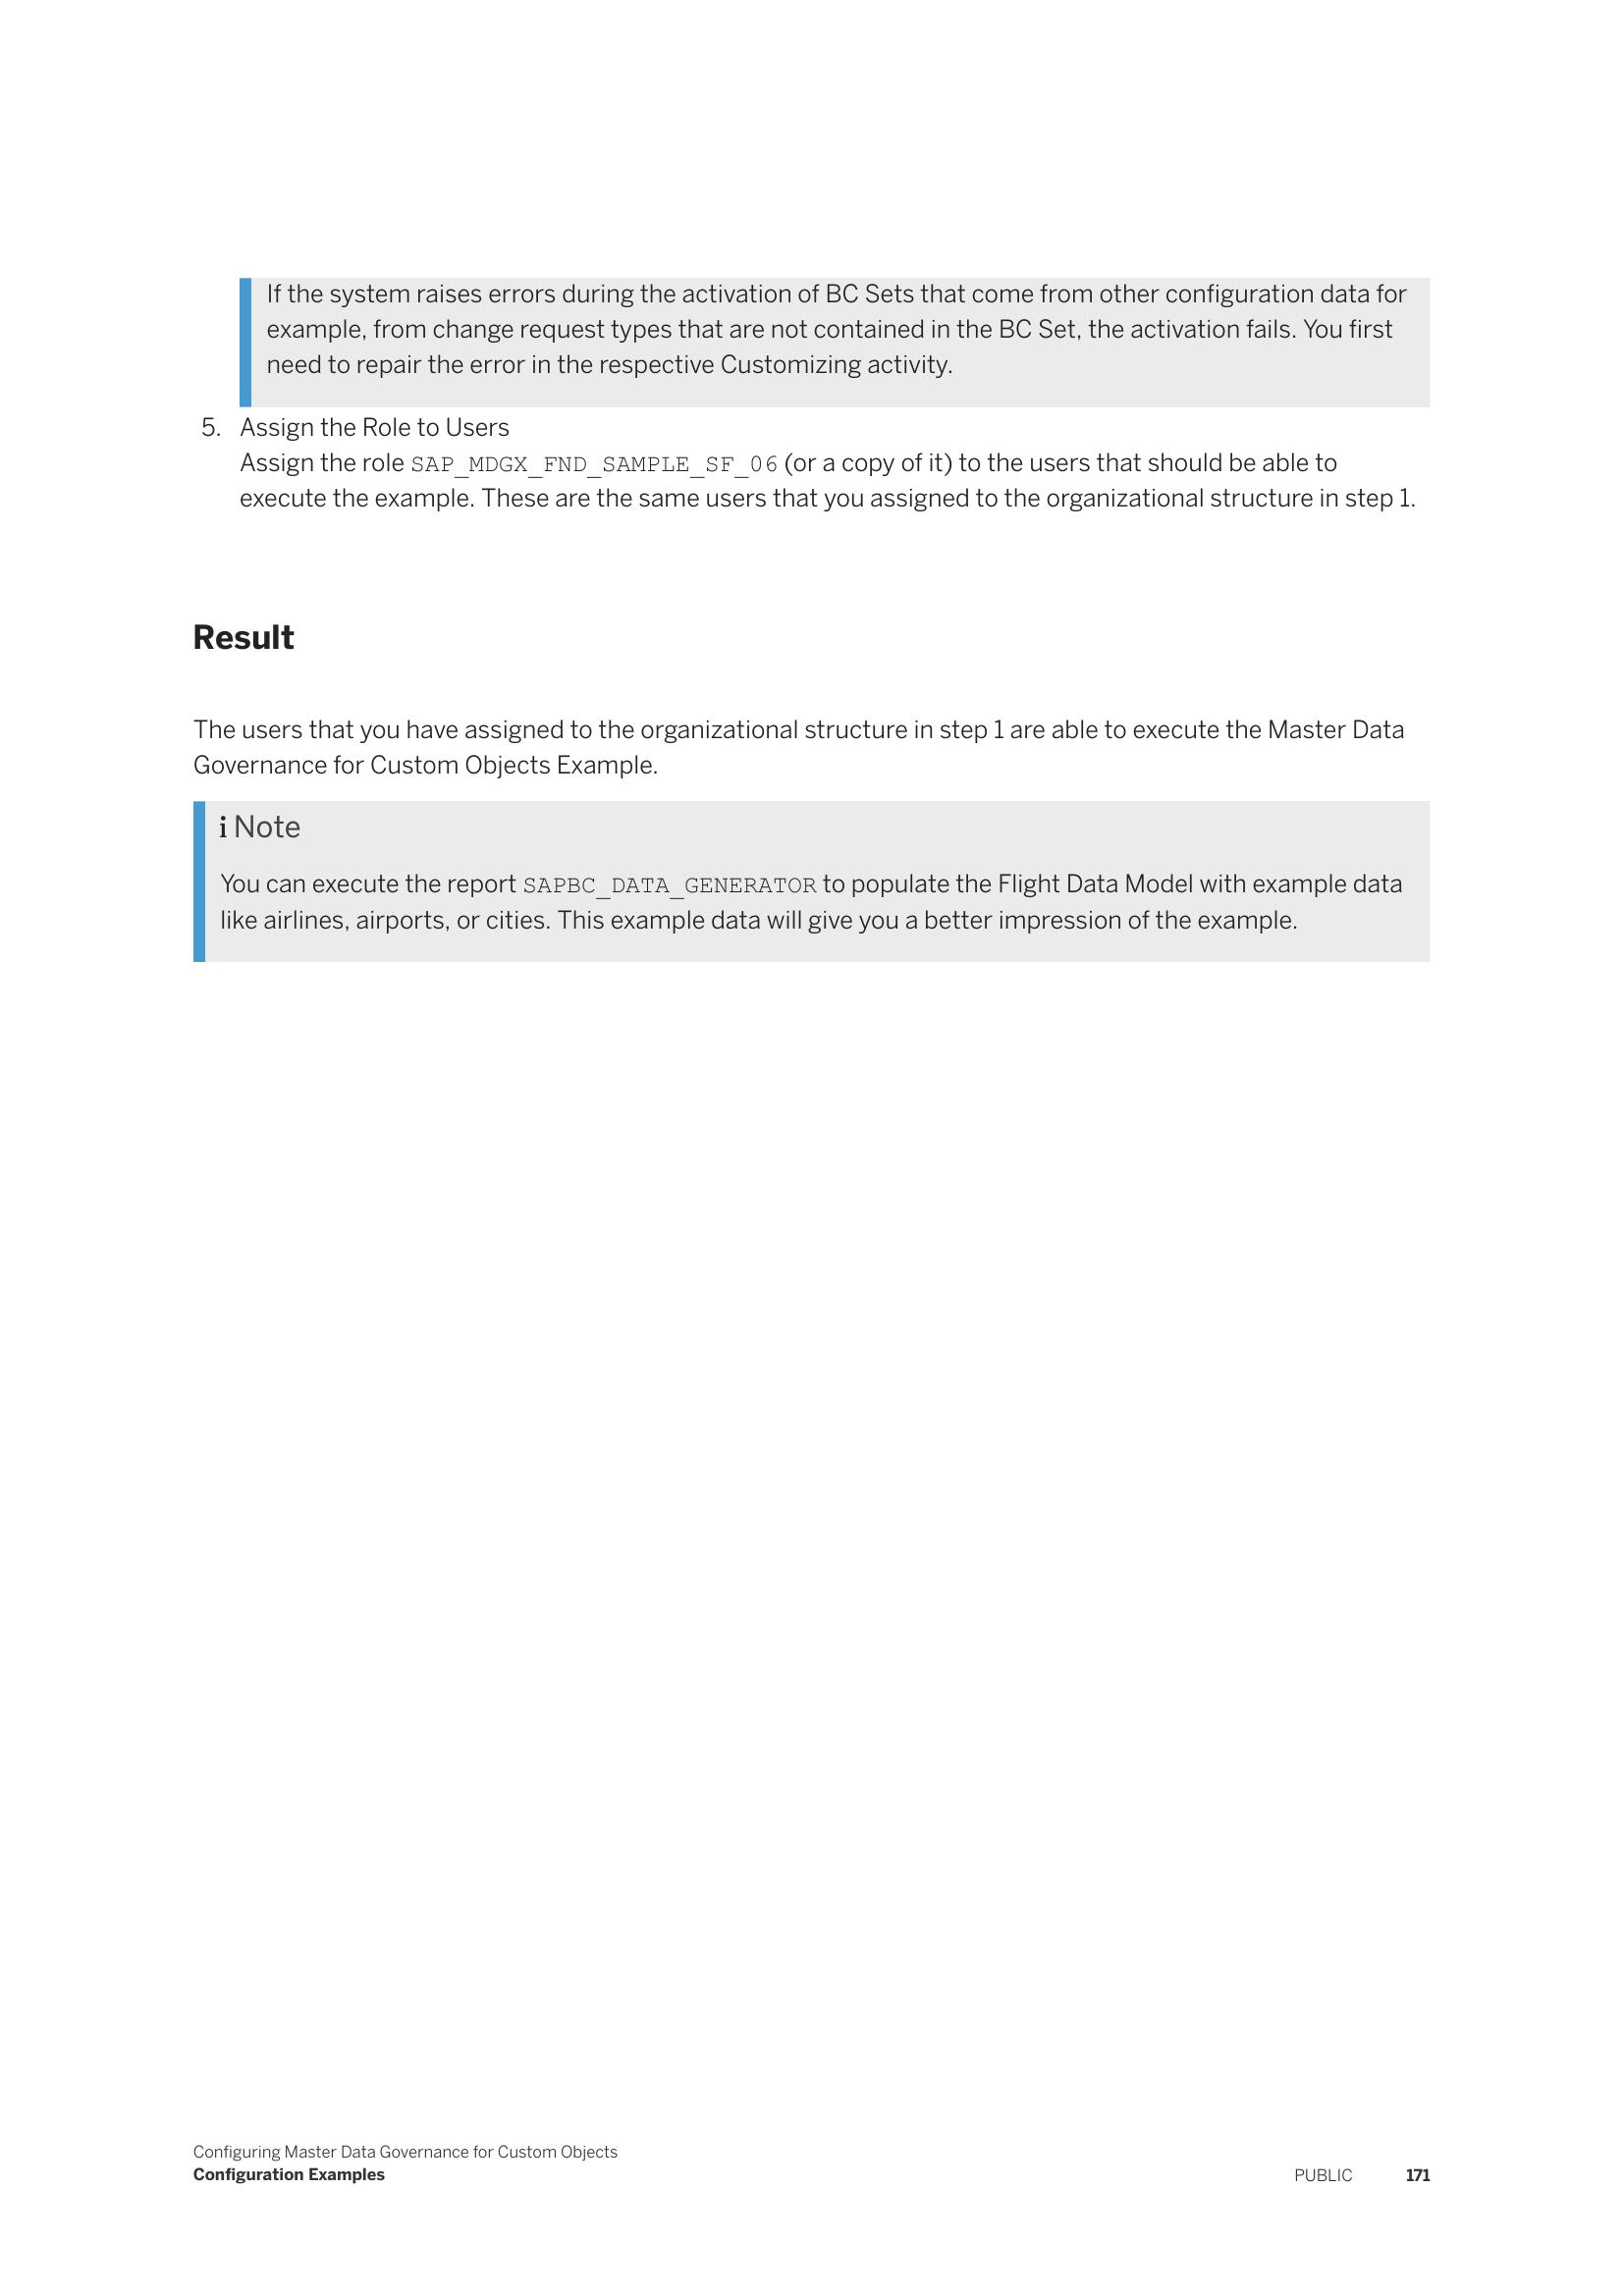 If the system raises errors during the activation of BC Sets that come from other configuration data for
example, from change request types that are not contained in the BC Set, the activation fails. You first
need to repair the error in the respective Customizing activity.
5. Assign the Role to Users
Assign the role SAP_MDGX_FND_SAMPLE_SF_06 (or a copy of it) to the users that should be able to
execute the example. These are the same users that you assigned to the organizational structure in step 1.
Result
The users that you have assigned to the organizational structure in step 1 are able to execute the Master Data
Governance for Custom Objects Example.
i Note
You can execute the report SAPBC_DATA_GENERATOR to populate the Flight Data Model with example data
like airlines, airports, or cities. This example data will give you a better impression of the example.
Configuring Master Data Governance for Custom Objects
Configuration Examples
PUBLIC 171